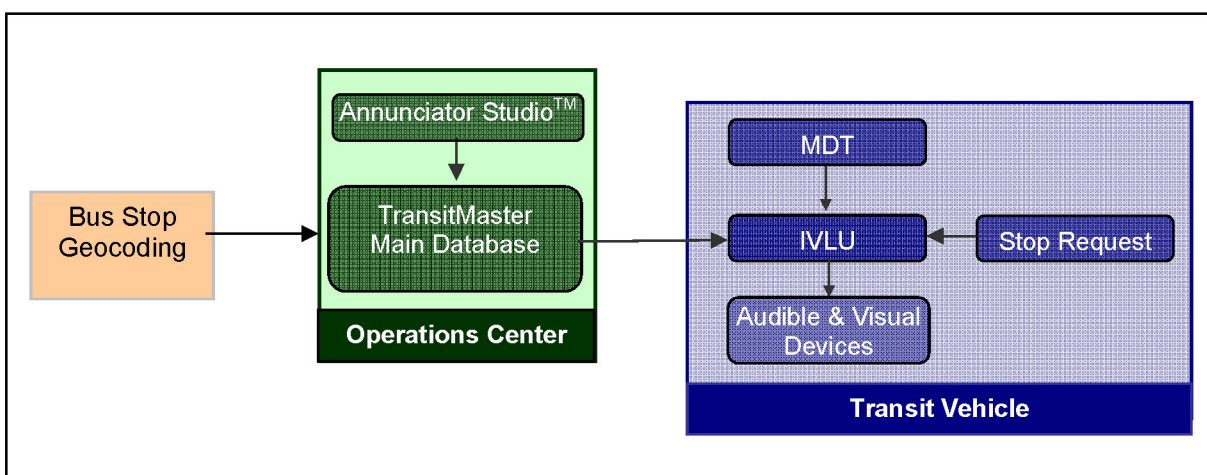 Bus Stop
Geocoding
Annunciator Studio™
TransitMaster
Main Database
Operations Center
MDT
IVLU
Stop Request
Audible & Visual
Devices
Transit Vehicle